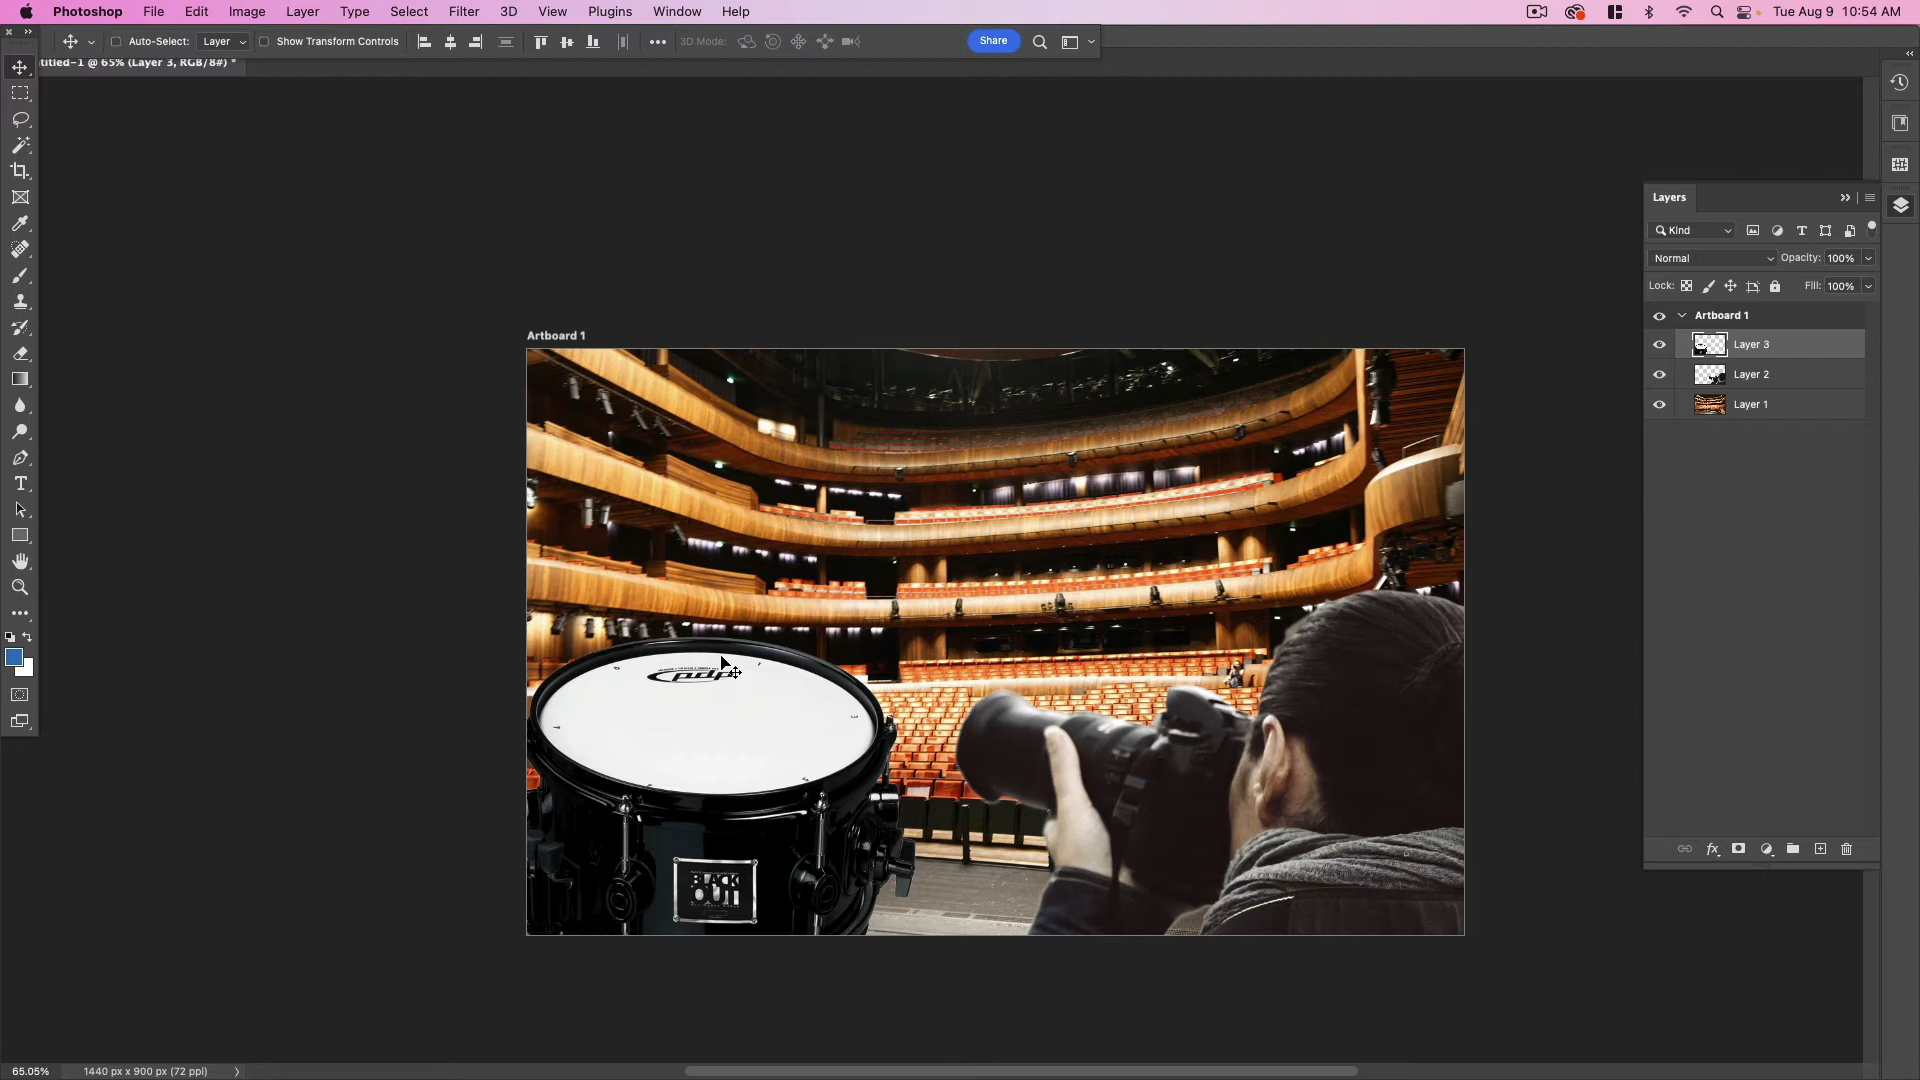 Photoshop File Edit Image Layer Type Select Filter 3D View Plugins Window Help Tue Aug 9 10:54 AM
Auto-Select: Layer Show Transform Controls 3D Mode: Share
titled-1 @ 65% (Layer 3, RGB/8#) *
Layers
Kind
Normal Opacity: 100%
Lock: Fill: 100%
Artboard 1
Layer 3
Layer 2
Layer 1
Artboard 1
pdp
BLACK
OUT
65.05% 1440 px x 900 px (72 ppi)